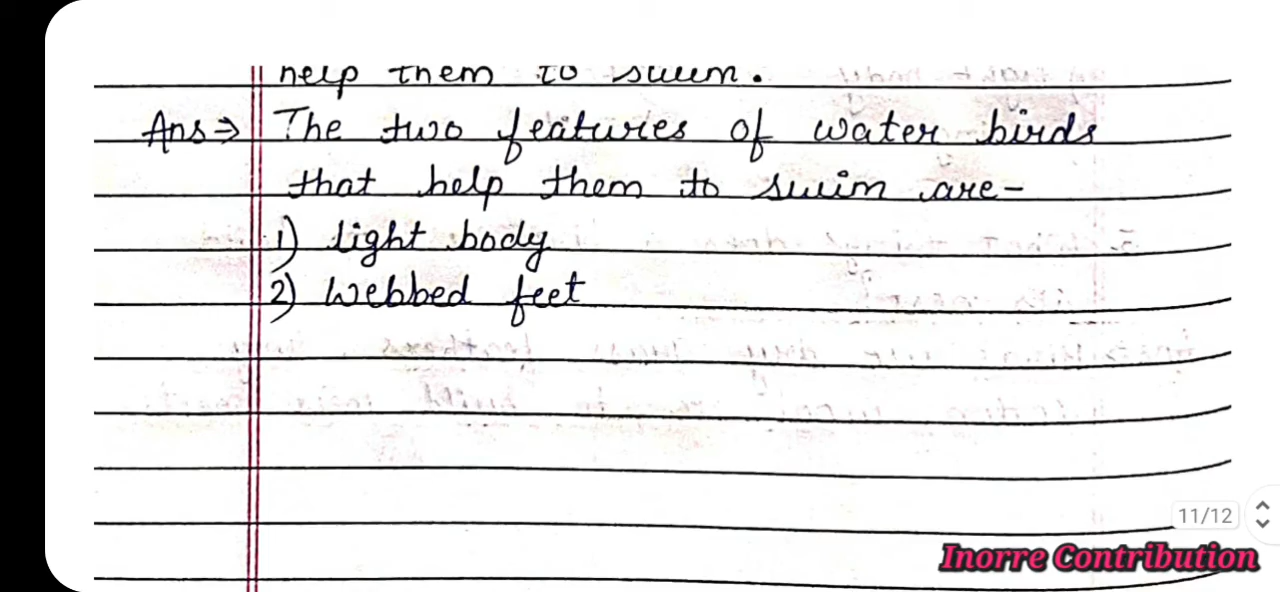 help them to swim.
Ans⇒ The two features of water birds
that help them to swim are-
1) light body
2) Webbed feet
11/12
Inorre Contribution